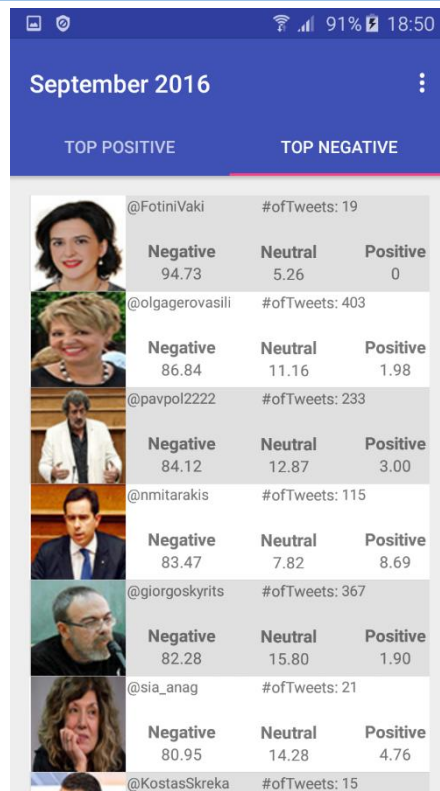 91% 18:50
September 2016
TOP POSITIVE TOP NEGATIVE
@FotiniVaki #ofTweets: 19
Negative Neutral Positive
94.73 5.26 0
@olgagerovasili #ofTweets: 403
Negative Neutral Positive
86.84 11.16 1.98
@pavpol2222 #ofTweets: 233
Negative Neutral Positive
84.12 12.87 3.00
@nmitarakis #ofTweets: 115
Negative Neutral Positive
83.47 7.82 8.69
@giorgoskyrits #ofTweets: 367
Negative Neutral Positive
82.28 15.80 1.90
@sia_anag #ofTweets: 21
Negative Neutral Positive
80.95 14.28 4.76
@KostasSkreka #ofTweets: 15